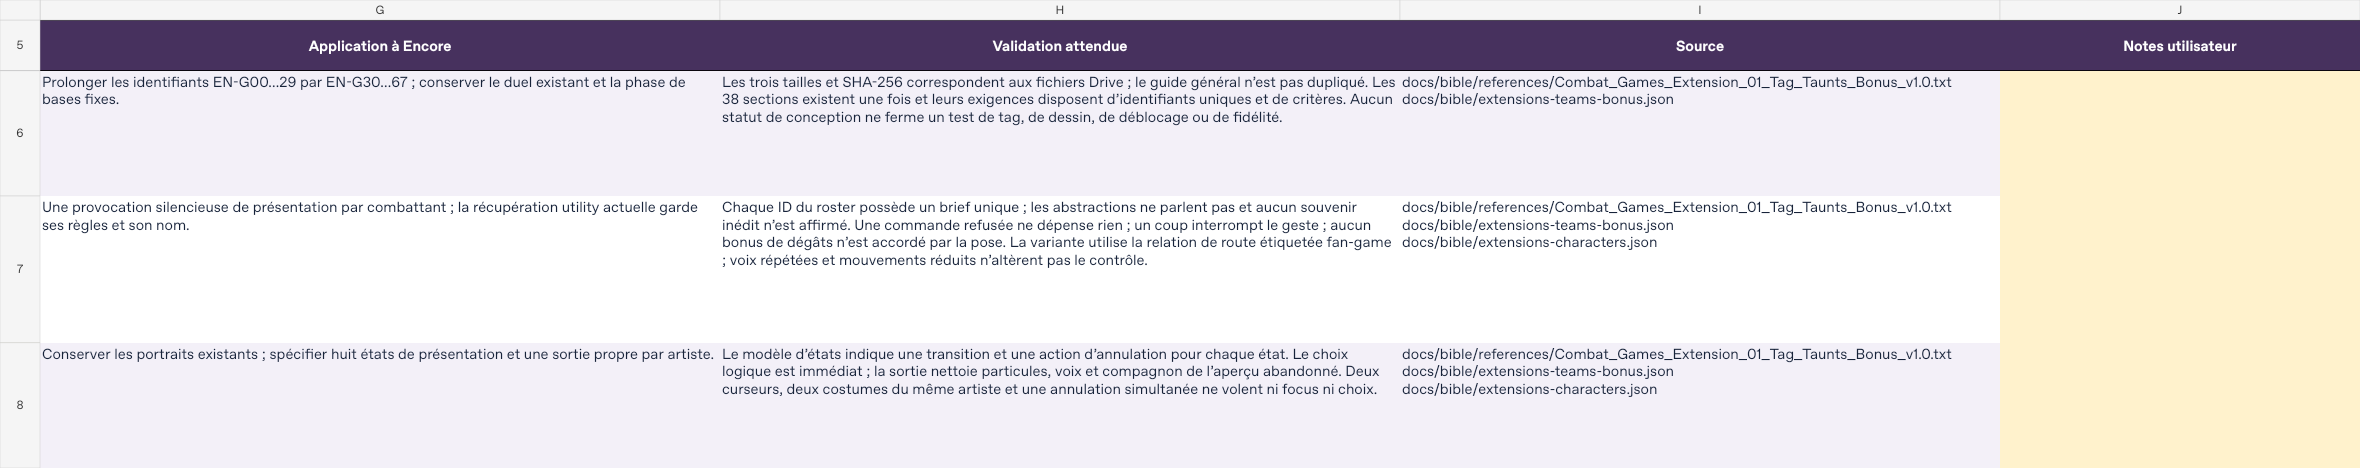 G
H
I
J
5
Application à Encore
Validation attendue
Source
Notes utilisateur
6
Prolonger les identifiants EN-G00...29 par EN-G30...67 ; conserver le duel existant et la phase de
bases fixes.
Les trois tailles et SHA-256 correspondent aux fichiers Drive ; le guide général n’est pas dupliqué. Les
38 sections existent une fois et leurs exigences disposent d’identifiants uniques et de critères. Aucun
statut de conception ne ferme un test de tag, de dessin, de déblocage ou de fidélité.
docs/bible/references/Combat_Games_Extension_01_Tag_Taunts_Bonus_v1.0.txt
docs/bible/extensions-teams-bonus.json
7
Une provocation silencieuse de présentation par combattant ; la récupération utility actuelle garde
ses règles et son nom.
Chaque ID du roster possède un brief unique ; les abstractions ne parlent pas et aucun souvenir
inédit n’est affirmé. Une commande refusée ne dépense rien ; un coup interrompt le geste ; aucun
bonus de dégâts n’est accordé par la pose. La variante utilise la relation de route étiquetée fan-game
; voix répétées et mouvements réduits n’altèrent pas le contrôle.
docs/bible/references/Combat_Games_Extension_01_Tag_Taunts_Bonus_v1.0.txt
docs/bible/extensions-teams-bonus.json
docs/bible/extensions-characters.json
8
Conserver les portraits existants ; spécifier huit états de présentation et une sortie propre par artiste.
Le modèle d’états indique une transition et une action d’annulation pour chaque état. Le choix
logique est immédiat ; la sortie nettoie particules, voix et compagnon de l’aperçu abandonné. Deux
curseurs, deux costumes du même artiste et une annulation simultanée ne volent ni focus ni choix.
docs/bible/references/Combat_Games_Extension_01_Tag_Taunts_Bonus_v1.0.txt
docs/bible/extensions-teams-bonus.json
docs/bible/extensions-characters.json